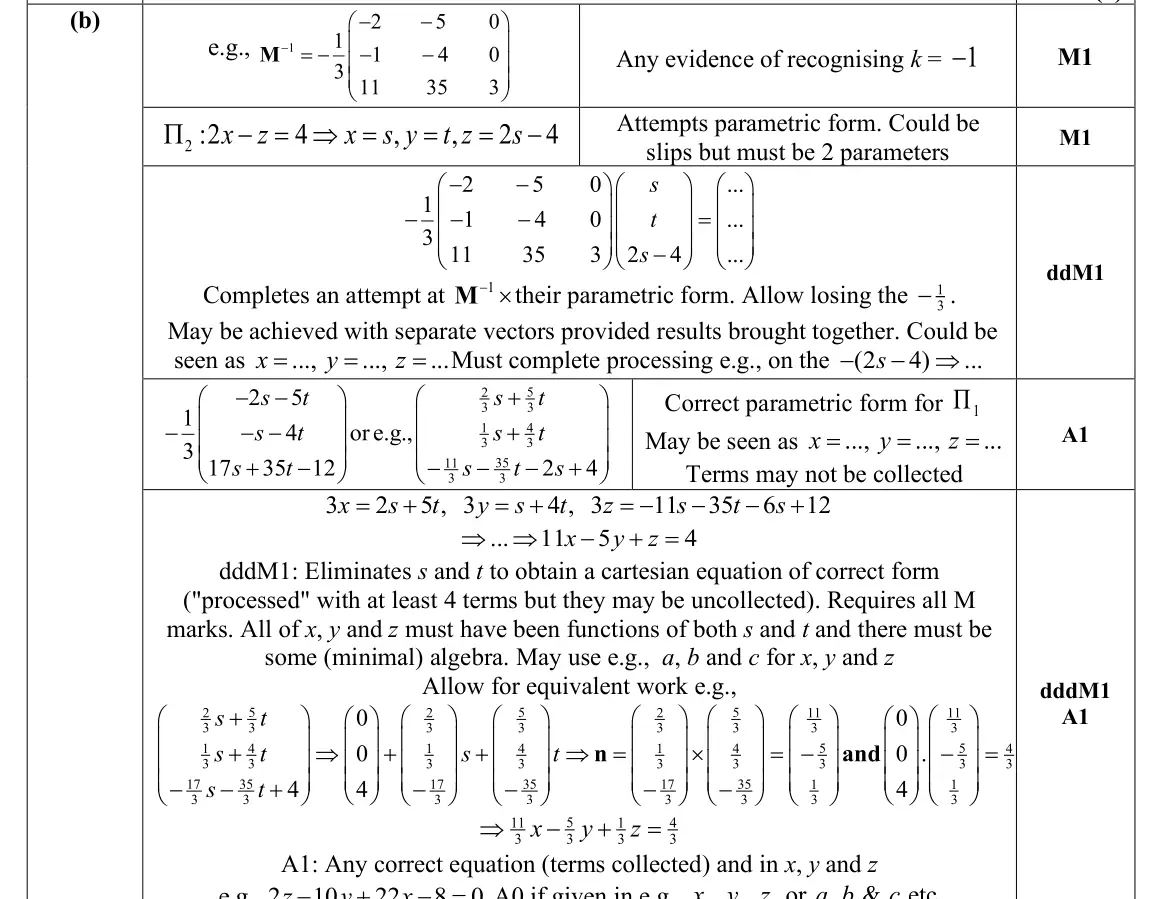 (b)
e.g., M⁻¹ = −1/3 (−2 −5 0; −1 −4 0; 11 35 3)
Any evidence of recognising k = −1
M1
Π₂ : 2x − z = 4 ⇒ x = s, y = t, z = 2s − 4
Attempts parametric form. Could be
slips but must be 2 parameters
M1
−1/3 (−2 −5 0; −1 −4 0; 11 35 3)(s; t; 2s − 4) = (...; ...; ...)
Completes an attempt at M⁻¹ × their parametric form. Allow losing the −1/3.
May be achieved with separate vectors provided results brought together. Could be
seen as x = ..., y = ..., z = ... Must complete processing e.g., on the −(2s − 4) ⇒ ...
ddM1
−1/3 (−2s − 5t; −s − 4t; 17s + 35t − 12) or e.g., (2/3 s + 5/3 t; 1/3 s + 4/3 t; −11/3 s − 35/3 t − 2s + 4)
Correct parametric form for Π₁
May be seen as x = ..., y = ..., z = ...
Terms may not be collected
A1
3x = 2s + 5t, 3y = s + 4t, 3z = −11s − 35t − 6s + 12
⇒ ... ⇒ 11x − 5y + z = 4
dddM1: Eliminates s and t to obtain a cartesian equation of correct form
("processed" with at least 4 terms but they may be uncollected). Requires all M
marks. All of x, y and z must have been functions of both s and t and there must be
some (minimal) algebra. May use e.g., a, b and c for x, y and z
Allow for equivalent work e.g.,
(2/3 s + 5/3 t; 1/3 s + 4/3 t; −17/3 s − 35/3 t + 4) ⇒ (0; 0; 4) + (2/3; 1/3; −17/3) s + (5/3; 4/3; −35/3) t ⇒ n = (2/3; 1/3; −17/3) × (5/3; 4/3; −35/3) = (11/3; −5/3; 1/3) and (0; 0; 4) . (11/3; −5/3; 1/3) = 4/3
⇒ 11/3 x − 5/3 y + 1/3 z = 4/3
A1: Any correct equation (terms collected) and in x, y and z
e.g., 2z − 10y + 22x − 8 = 0 A0 if given in e.g., x y z or a, b & c etc
dddM1
A1